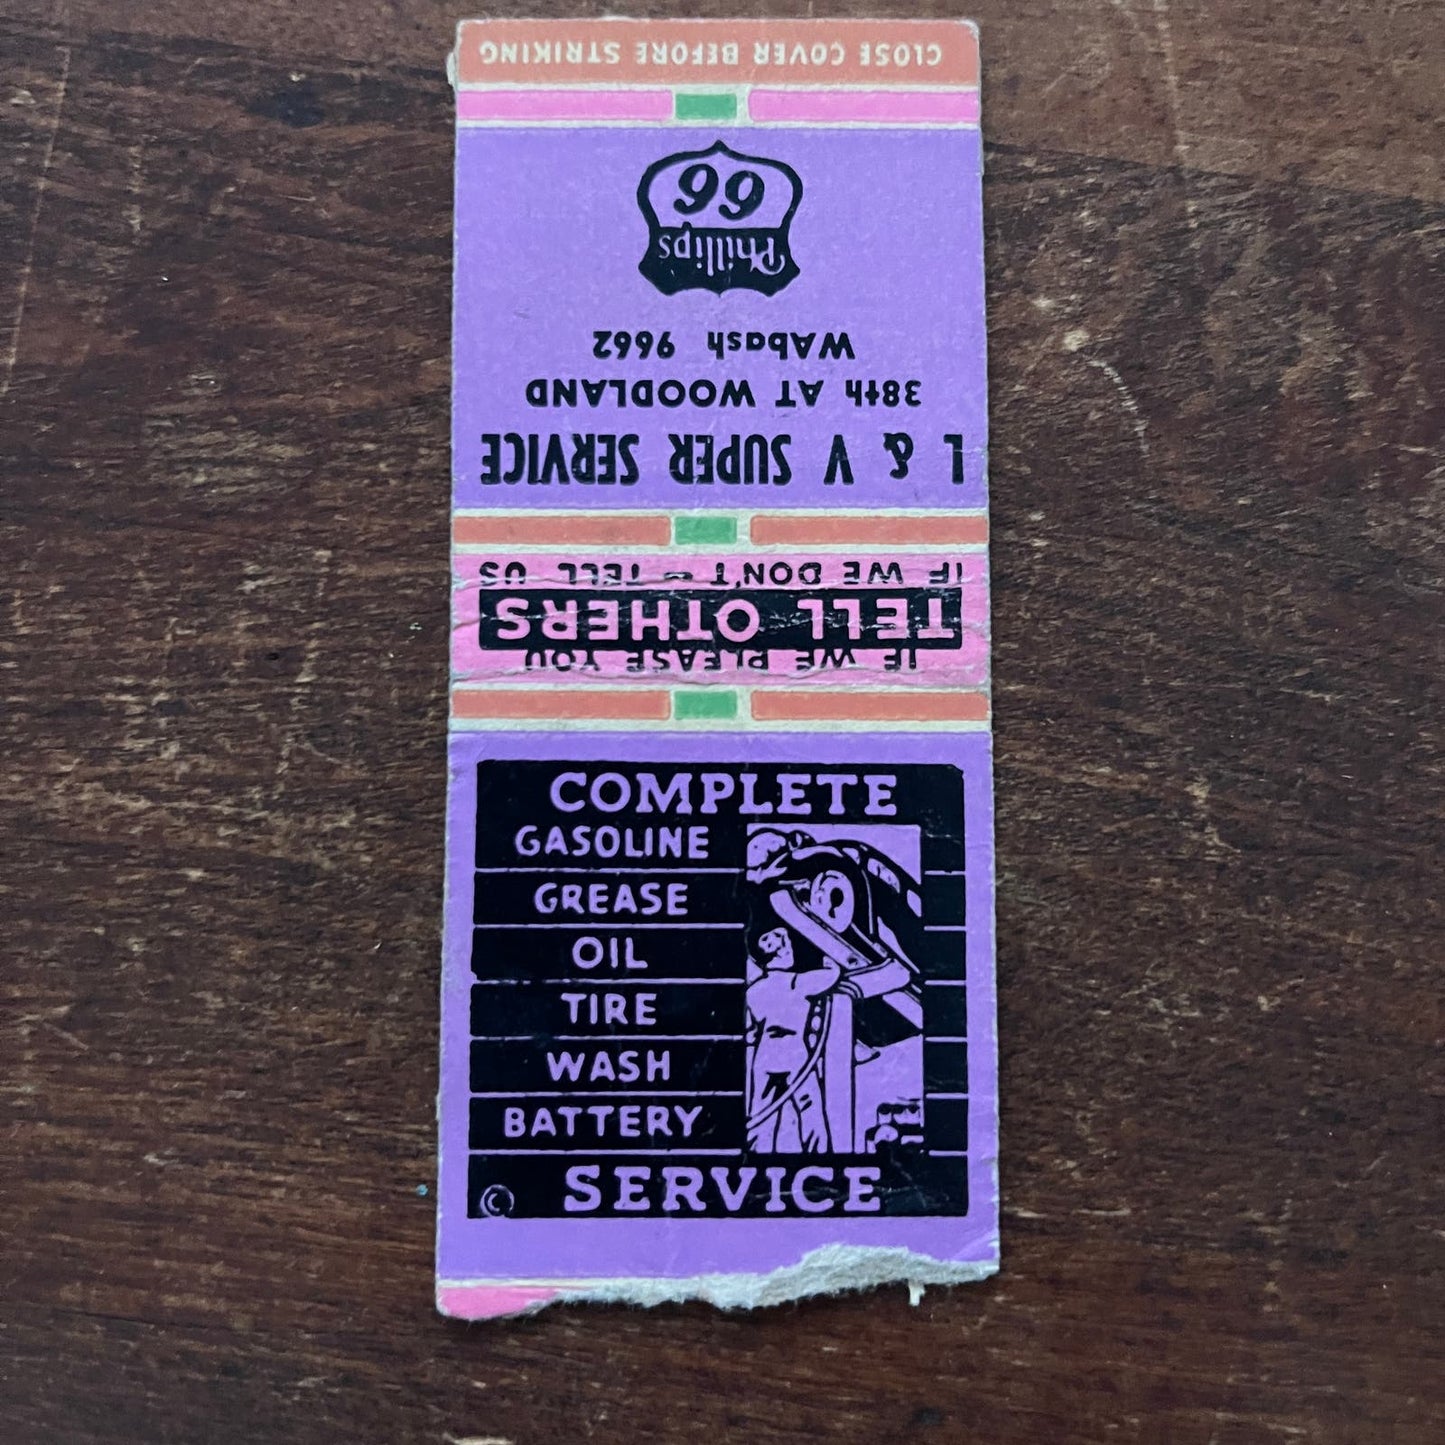 CLOSE COVER BEFORE STRIKING
Phillips
66
L & V SUPER SERVICE
38th AT WOODLAND
WAbash 9662
IF WE PLEASE YOU
TELL OTHERS
IF WE DON'T - TELL US
COMPLETE
GASOLINE
GREASE
OIL
TIRE
WASH
BATTERY
SERVICE
©